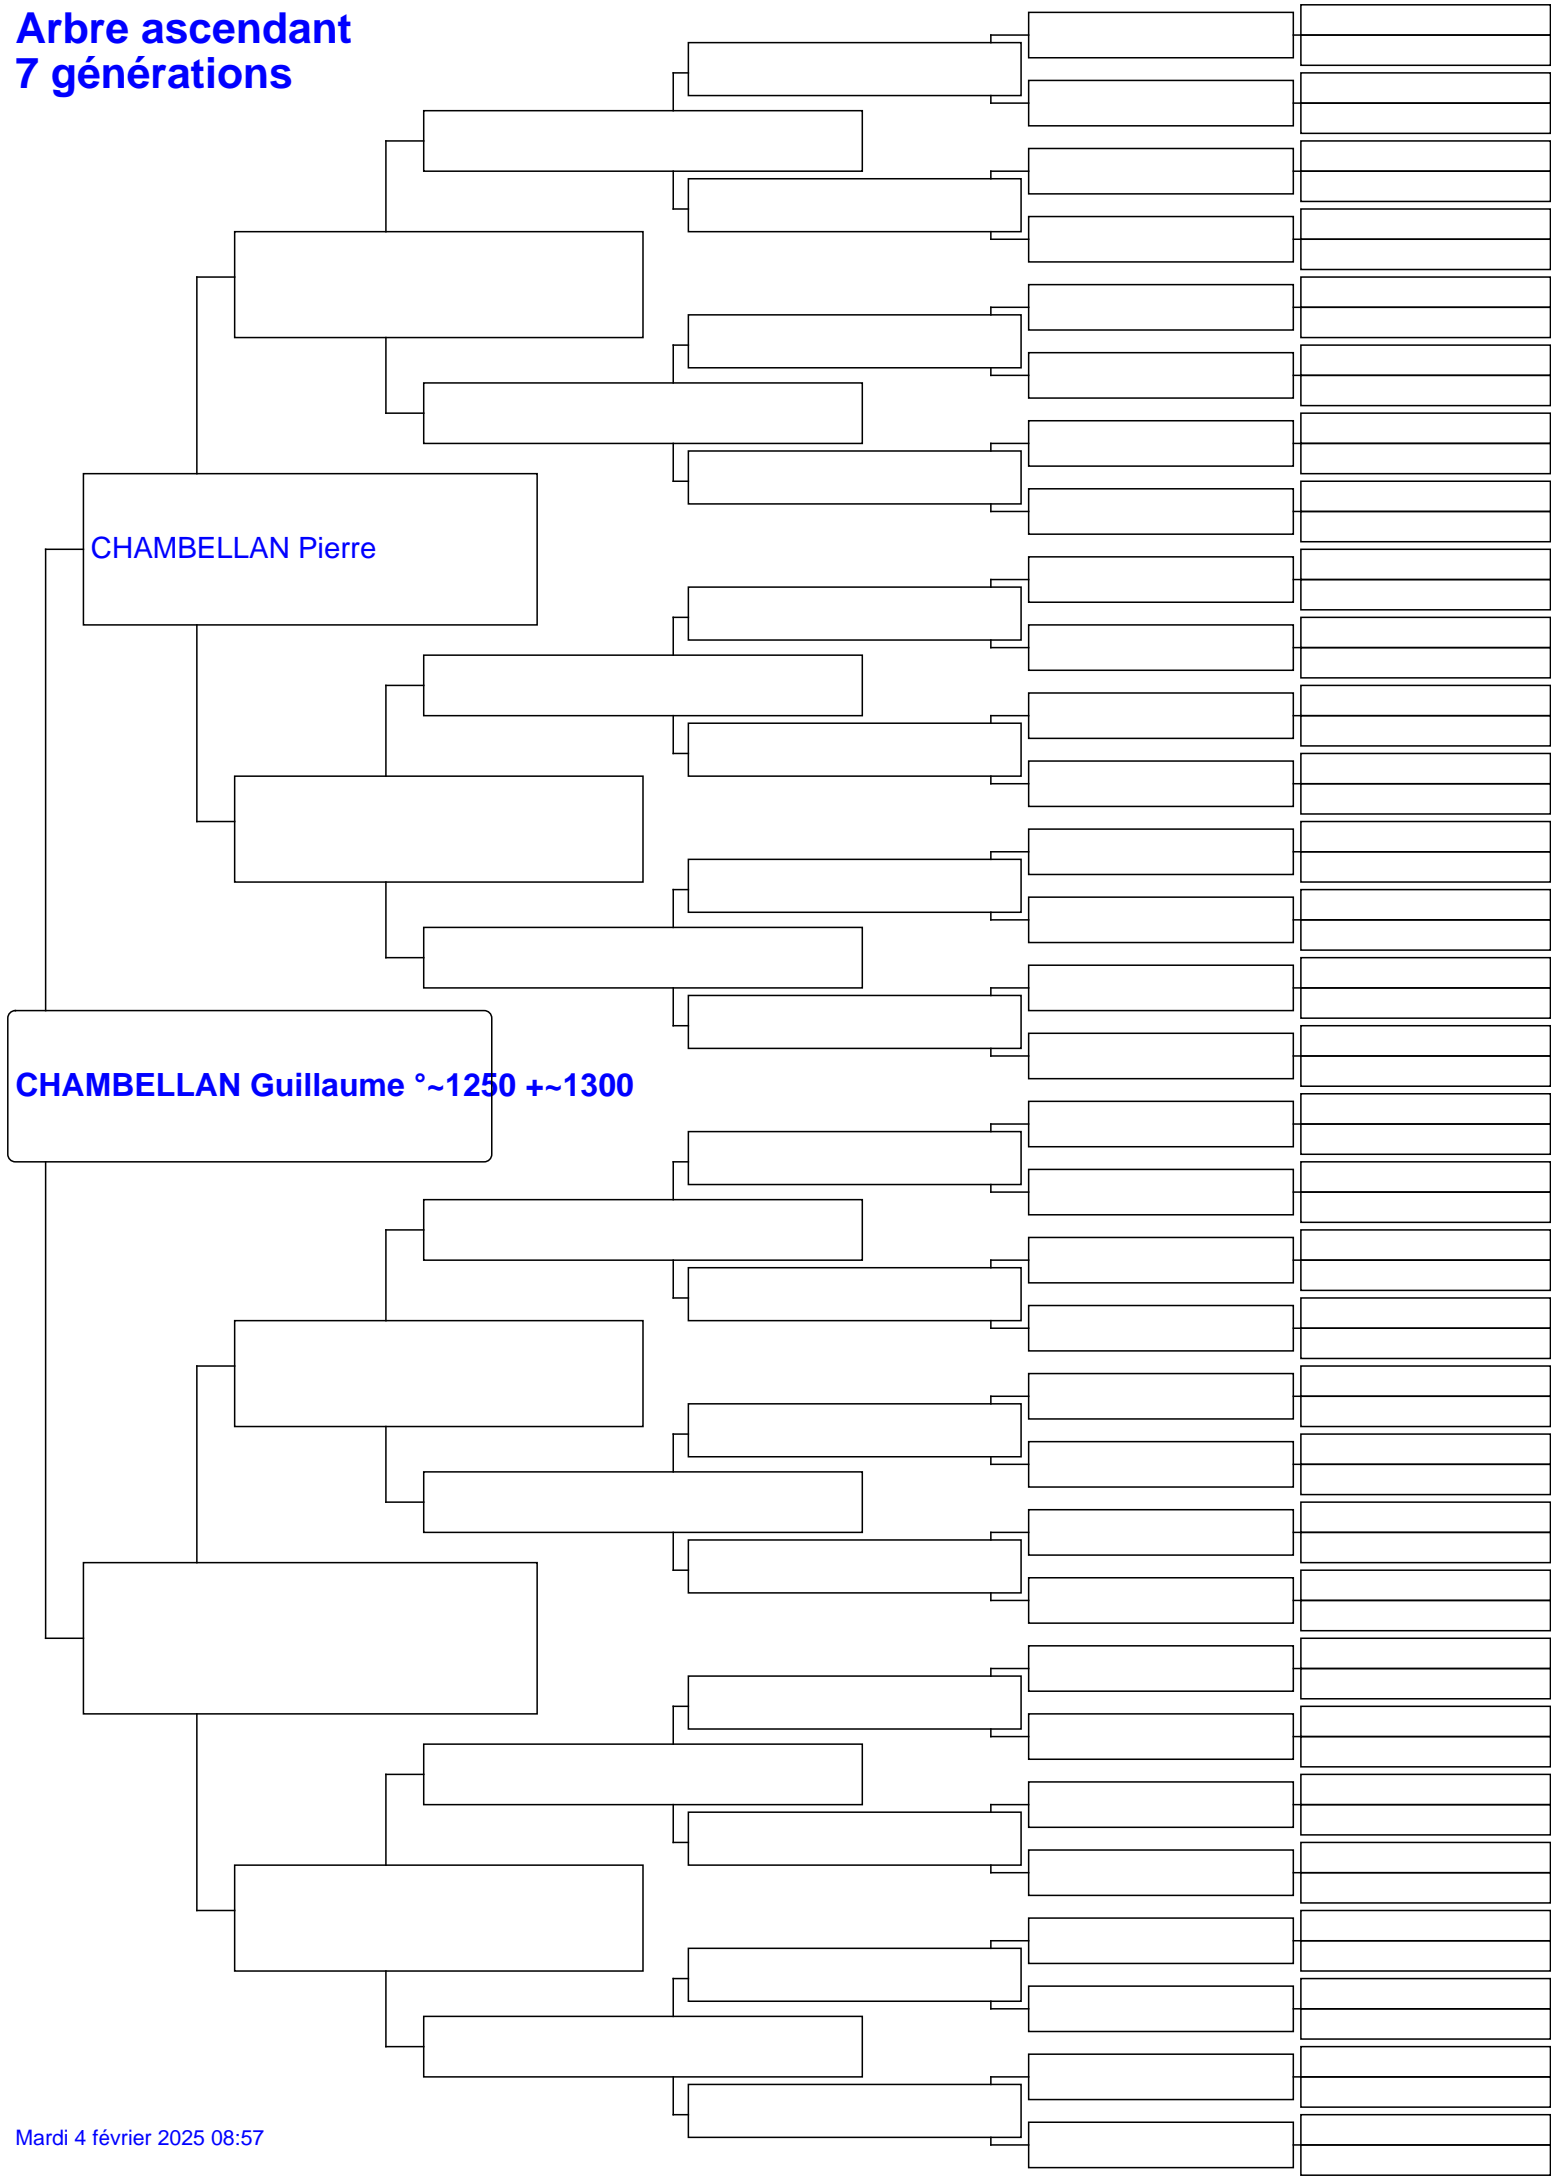 Arbre ascendant
7 générations
CHAMBELLAN Pierre
CHAMBELLAN Guillaume °~1250 +~1300
Mardi 4 février 2025 08:57